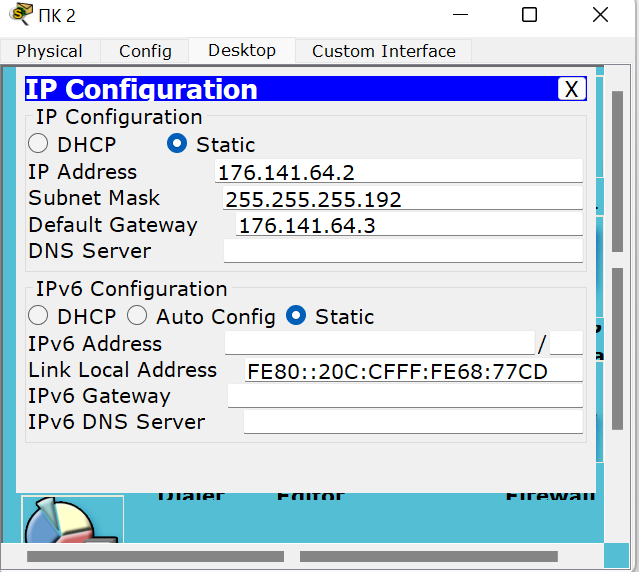 ПК 2
Physical Config Desktop Custom Interface
IP Configuration X
IP Configuration
DHCP Static
IP Address 176.141.64.2
Subnet Mask 255.255.255.192
Default Gateway 176.141.64.3
DNS Server
IPv6 Configuration
DHCP Auto Config Static
IPv6 Address /
Link Local Address FE80::20C:CFFF:FE68:77CD
IPv6 Gateway
IPv6 DNS Server
Dialer Editor Firewall